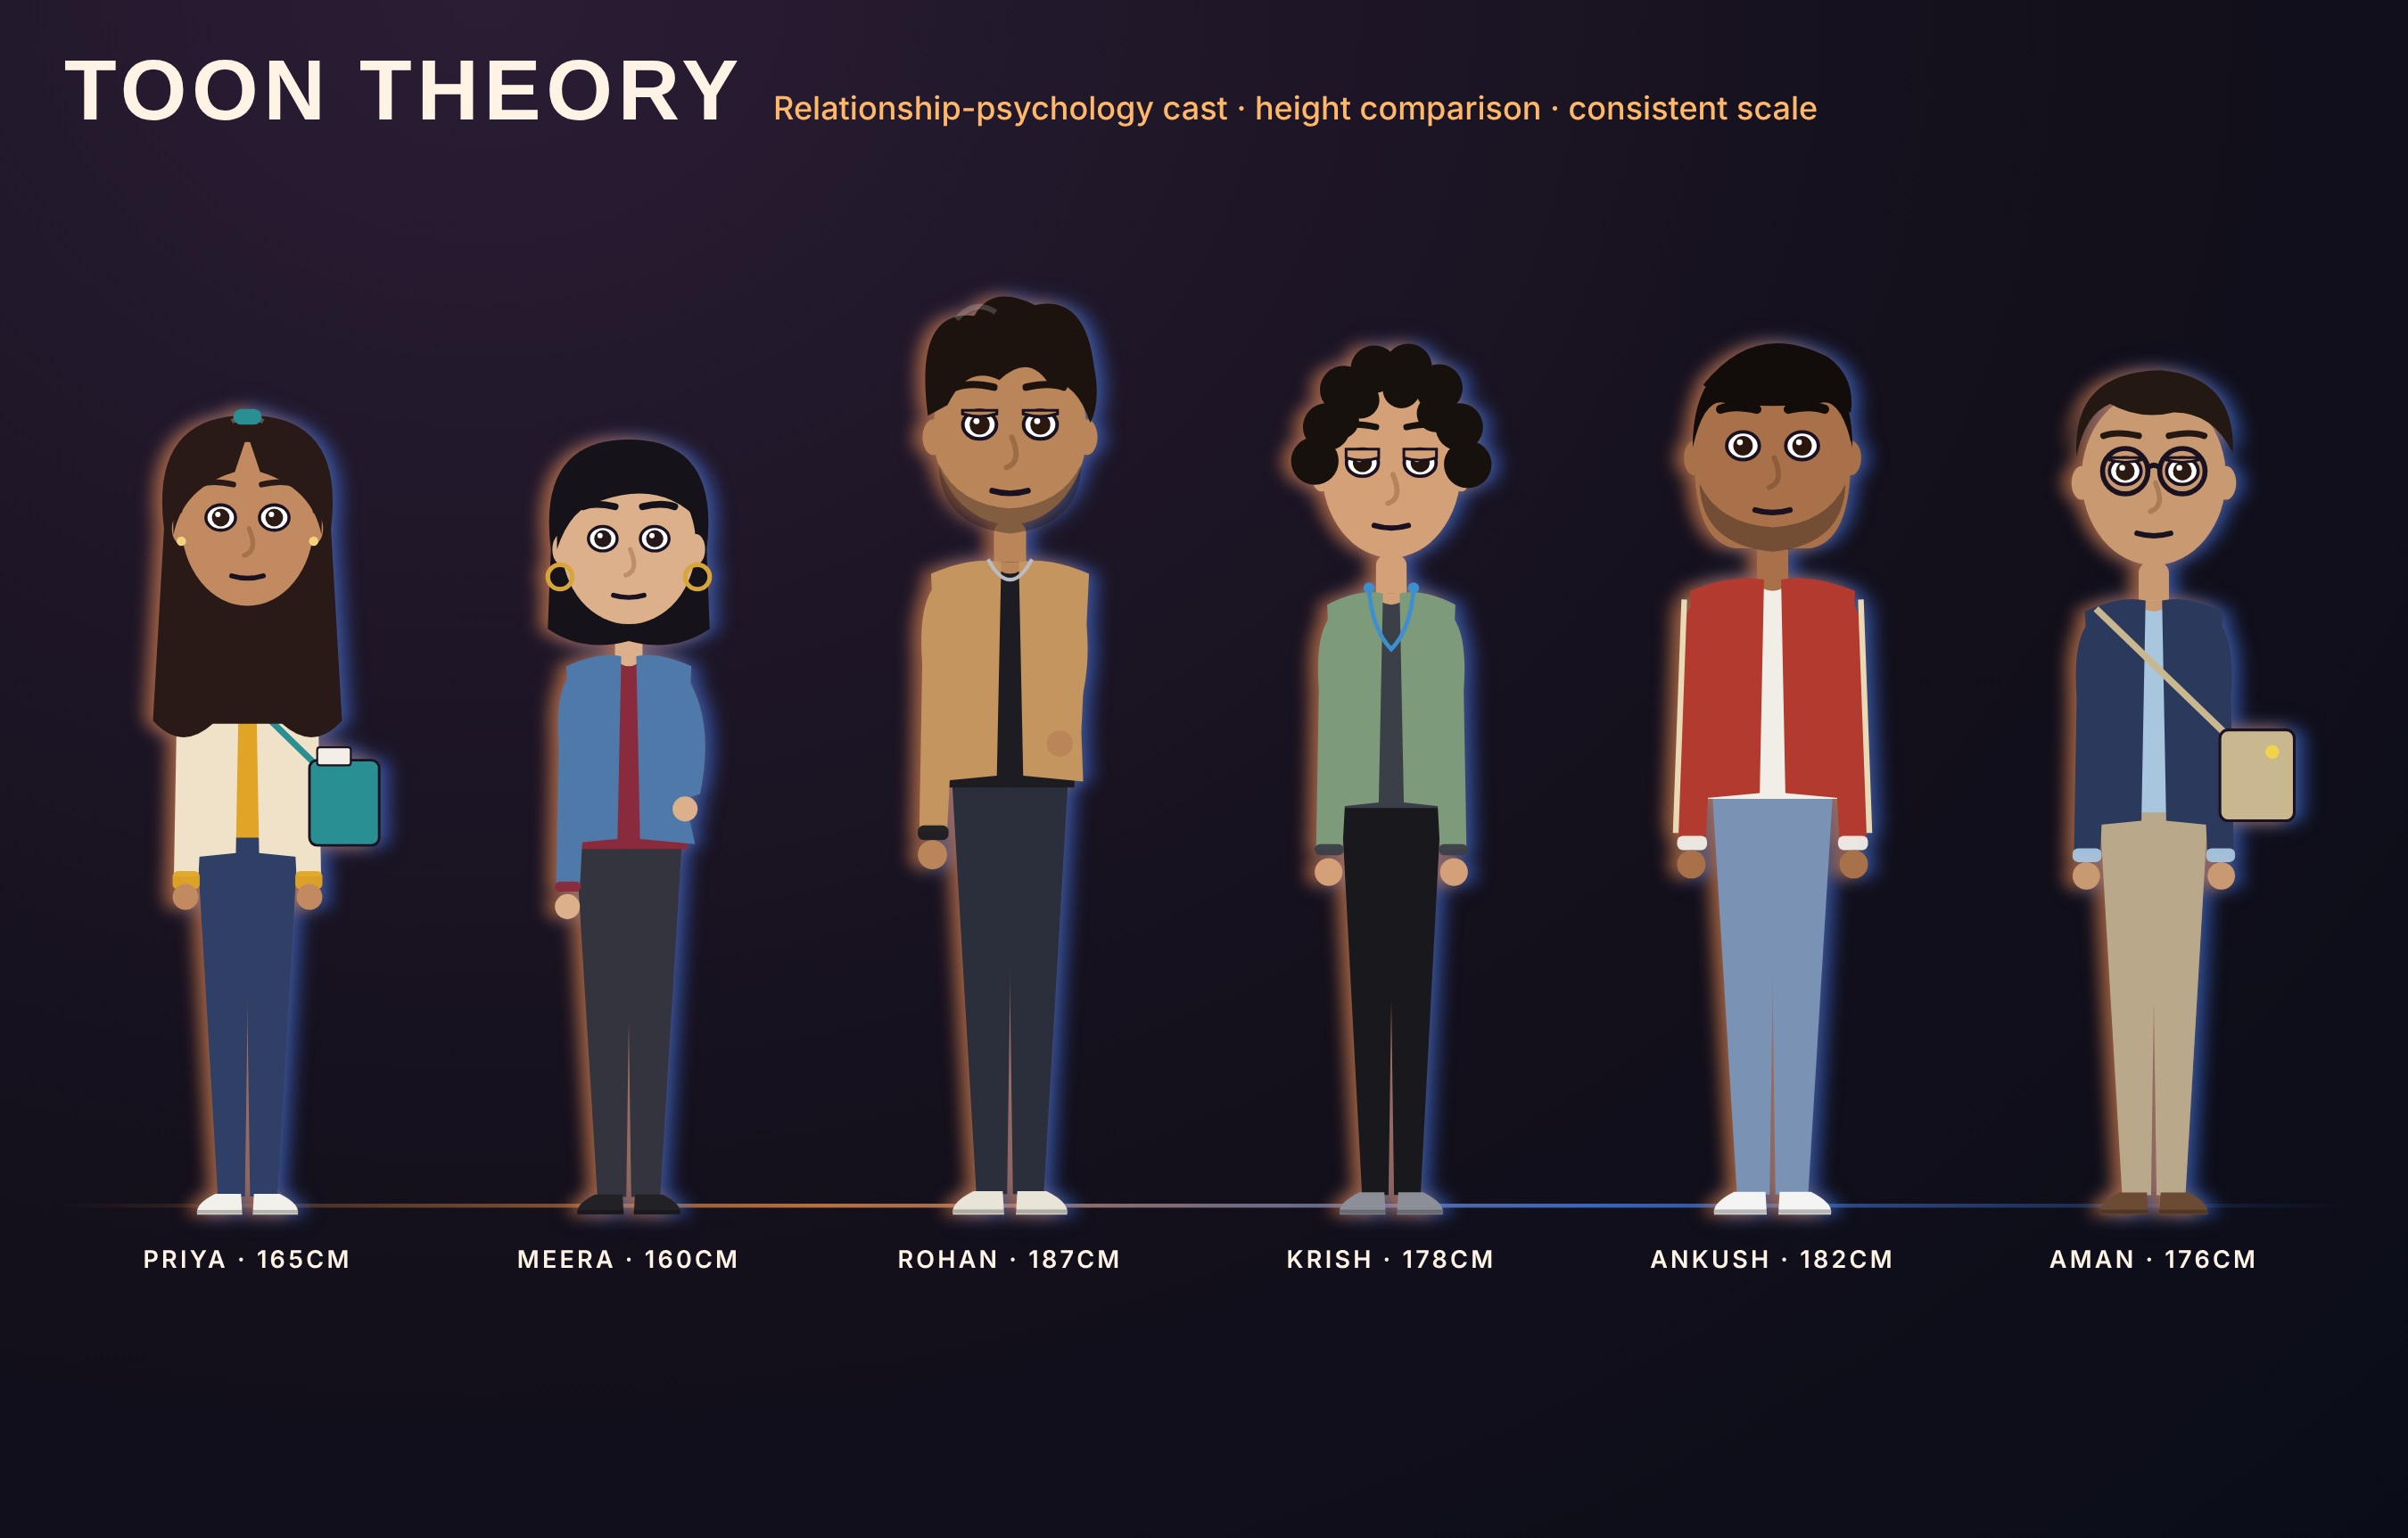 TOON THEORY Relationship-psychology cast · height comparison · consistent scale
PRIYA · 165CM
MEERA · 160CM
ROHAN · 187CM
KRISH · 178CM
ANKUSH · 182CM
AMAN · 176CM